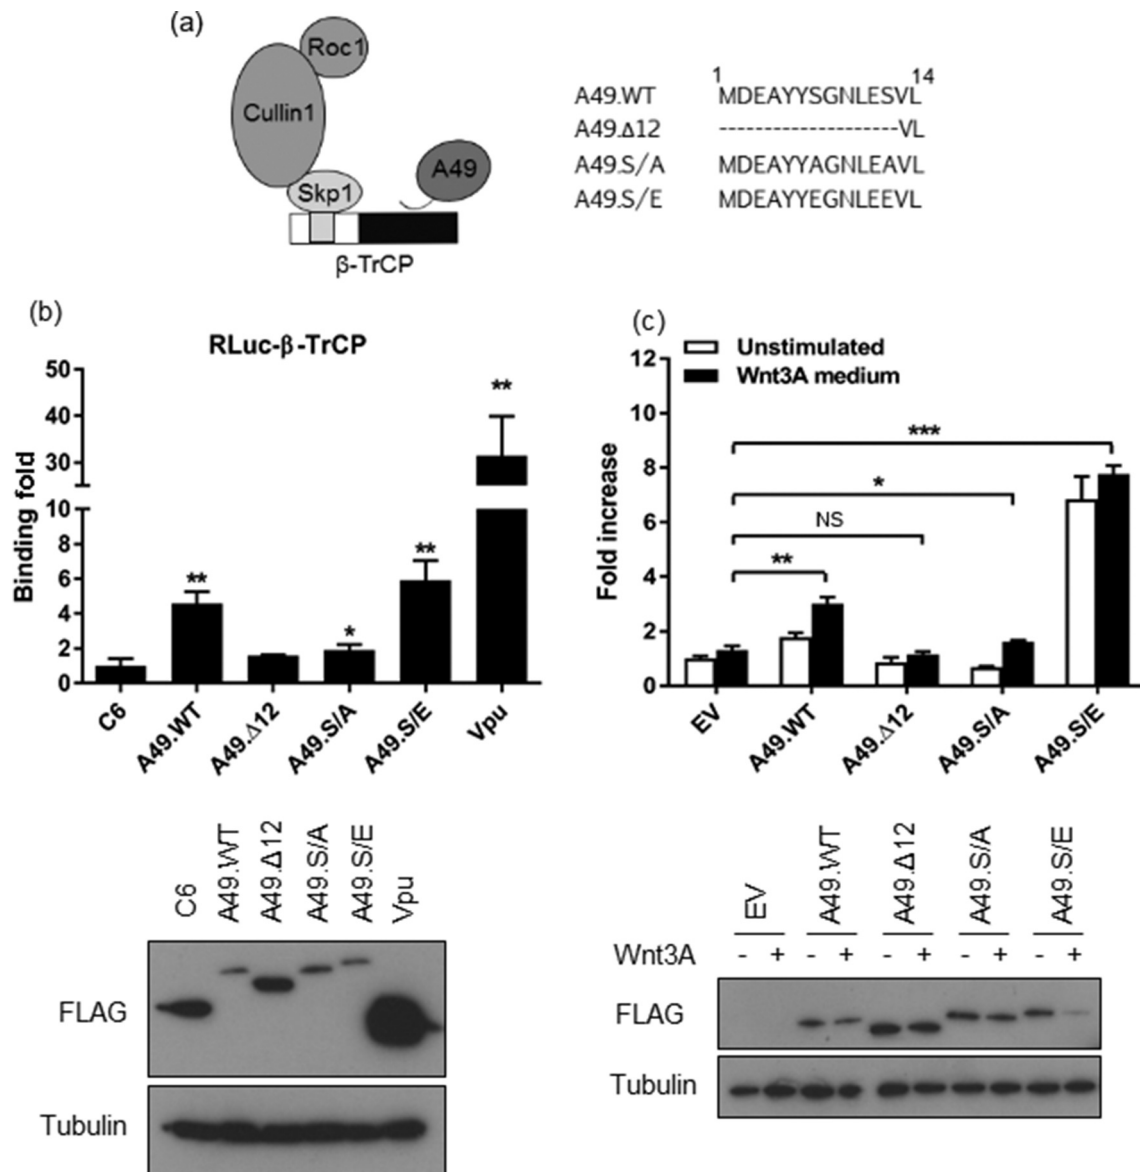 (a)
Roc1
Cullin1
Skp1
A49
β-TrCP
1 14
A49.WT MDEAYYSGNLESVL
A49.Δ12 ------------VL
A49.S/A MDEAYYAGNLEAVL
A49.S/E MDEAYYEGNLEEVL
(b)
RLuc-β-TrCP
Binding fold
50
40
30
10
8
6
4
2
0
**
*
**
**
C6
A49.WT
A49.Δ12
A49.S/A
A49.S/E
Vpu
C6
A49.WT
A49.Δ12
A49.S/A
A49.S/E
Vpu
FLAG
Tubulin
(c)
Unstimulated
Wnt3A medium
Fold increase
12
10
8
6
4
2
0
***
*
NS
**
EV
A49.WT
A49.Δ12
A49.S/A
A49.S/E
EV
A49.WT
A49.Δ12
A49.S/A
A49.S/E
Wnt3A - + - + - + - + - +
FLAG
Tubulin